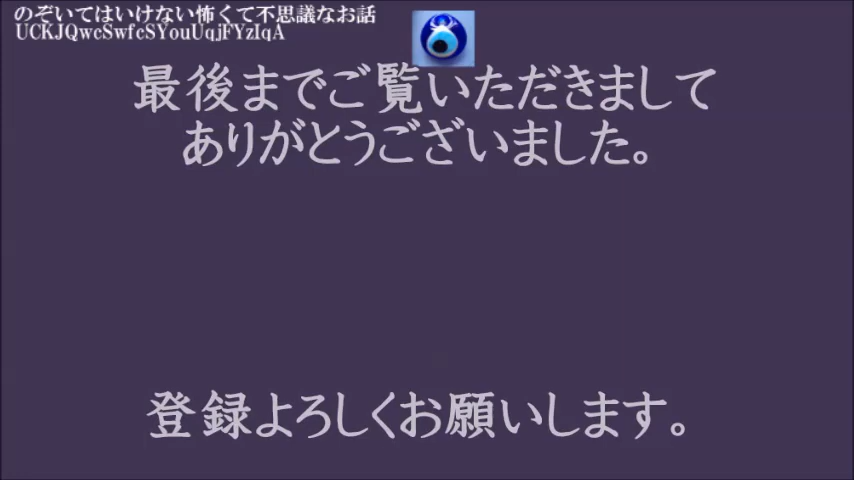 のぞいてはいけない怖くて不思議なお話
UCKJQwcSwfcSYouUqjFYzIqA
最後までご覧いただきまして
ありがとうございました。
登録よろしくお願いします。